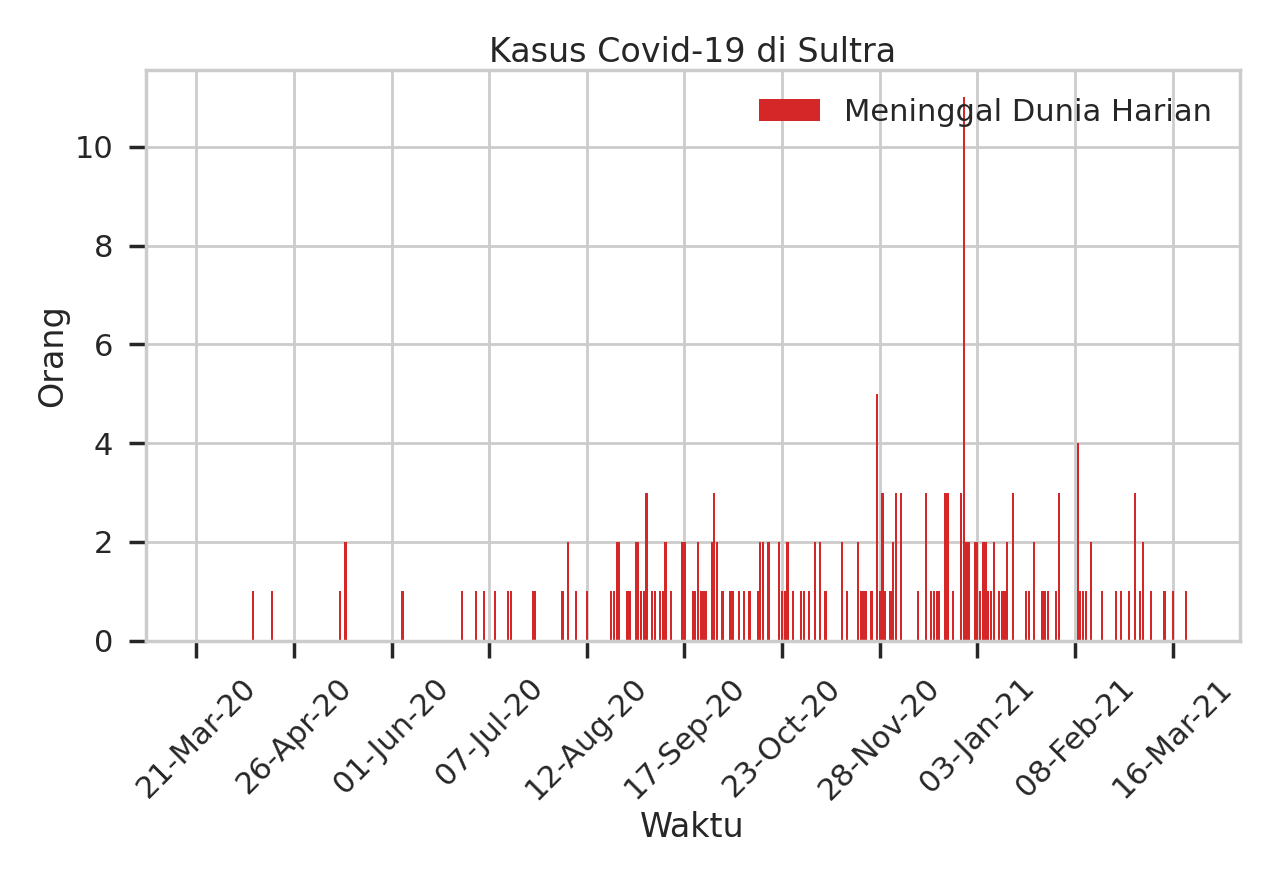 Kasus Covid-19 di Sultra
Meninggal Dunia Harian
10
8
6
4
2
0
Orang
21-Mar-20
26-Apr-20
01-Jun-20
07-Jul-20
12-Aug-20
17-Sep-20
23-Oct-20
28-Nov-20
03-Jan-21
08-Feb-21
16-Mar-21
Waktu